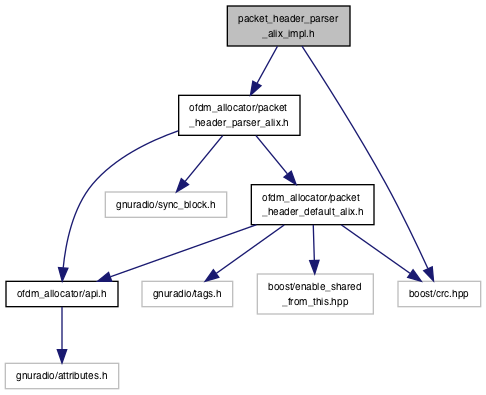 packet_header_parser
_alix_impl.h
ofdm_allocator/packet
_header_parser_alix.h
gnuradio/sync_block.h
ofdm_allocator/packet
_header_default_alix.h
ofdm_allocator/api.h
gnuradio/tags.h
boost/enable_shared
_from_this.hpp
boost/crc.hpp
gnuradio/attributes.h